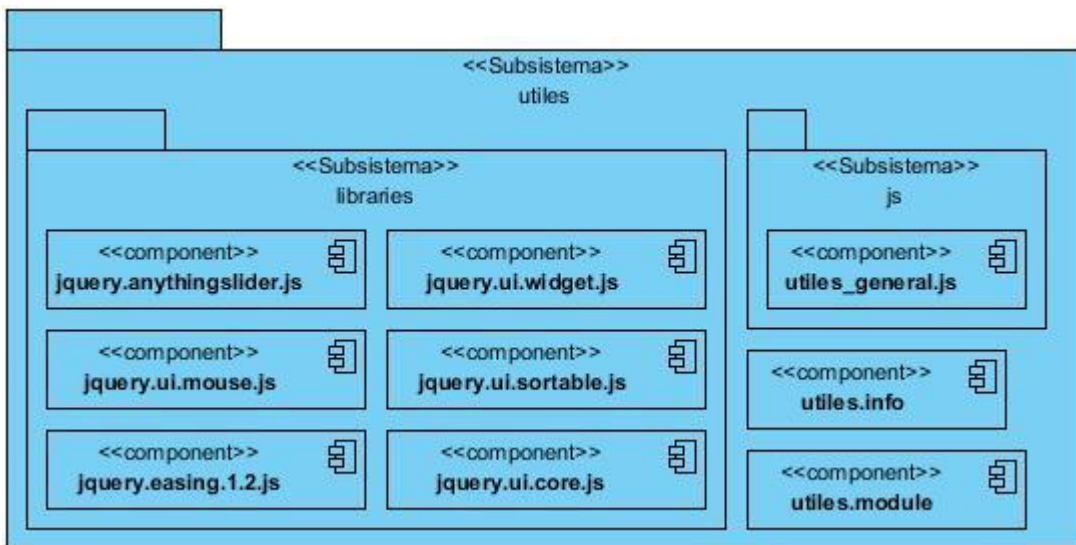 <<Subsistema>>
utiles
<<Subsistema>>
libraries
<<component>>
jquery.anythingslider.js
<<component>>
jquery.ui.widget.js
<<component>>
jquery.ui.mouse.js
<<component>>
jquery.ui.sortable.js
<<component>>
jquery.easing.1.2.js
<<component>>
jquery.ui.core.js
<<Subsistema>>
js
<<component>>
utiles_general.js
<<component>>
utiles.info
<<component>>
utiles.module